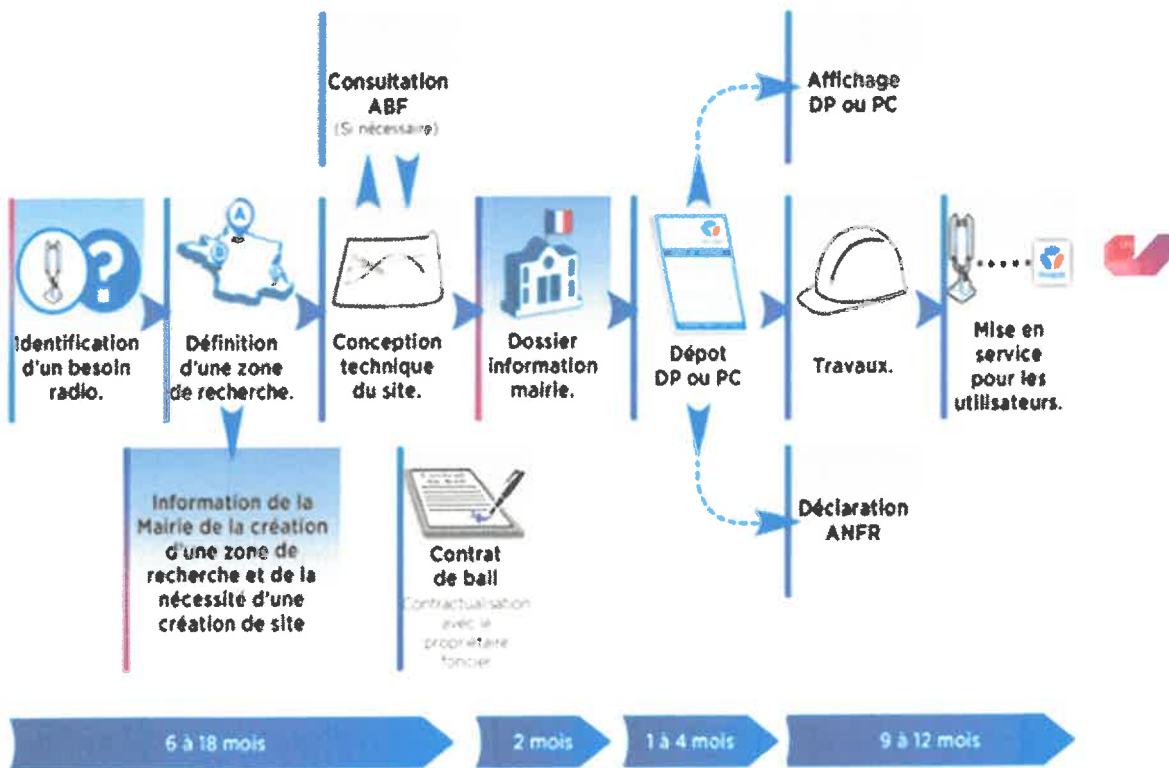 Consultation
ABF
(Si nécessaire)
Affichage
DP ou PC
A
Identification
d'un besoin
radio.
Définition
d'une zone
de recherche.
Conception
technique
du site.
Dossier
information
mairie.
Dépot
DP ou PC
Travaux.
Mise en
service
pour les
utilisateurs.
Information de la
Mairie de la création
d'une zone de
recherche et de la
nécessité d'une
création de site
Contrat
de bail
Contrat
de bail
Contractualisation
avec le
propriétaire
foncier
Déclaration
ANFR
6 à 18 mois
2 mois
1 à 4 mois
9 à 12 mois